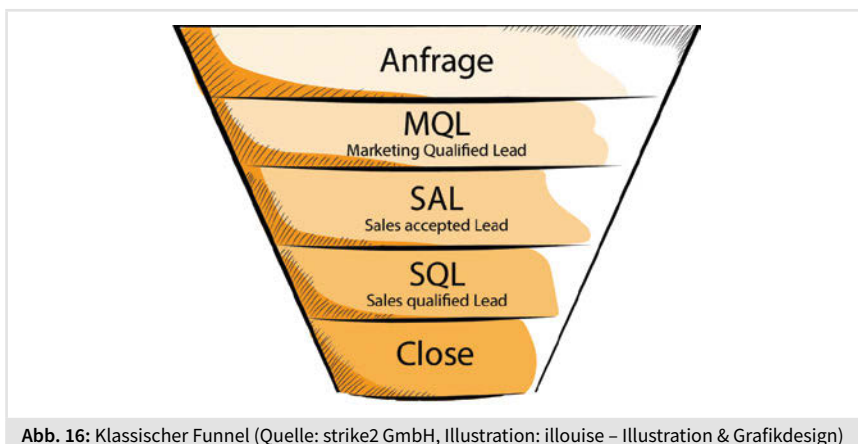 Anfrage
MQL
Marketing Qualified Lead
SAL
Sales accepted Lead
SQL
Sales qualified Lead
Close
Abb. 16: Klassischer Funnel (Quelle: strike2 GmbH, Illustration: illouise – Illustration & Grafikdesign)